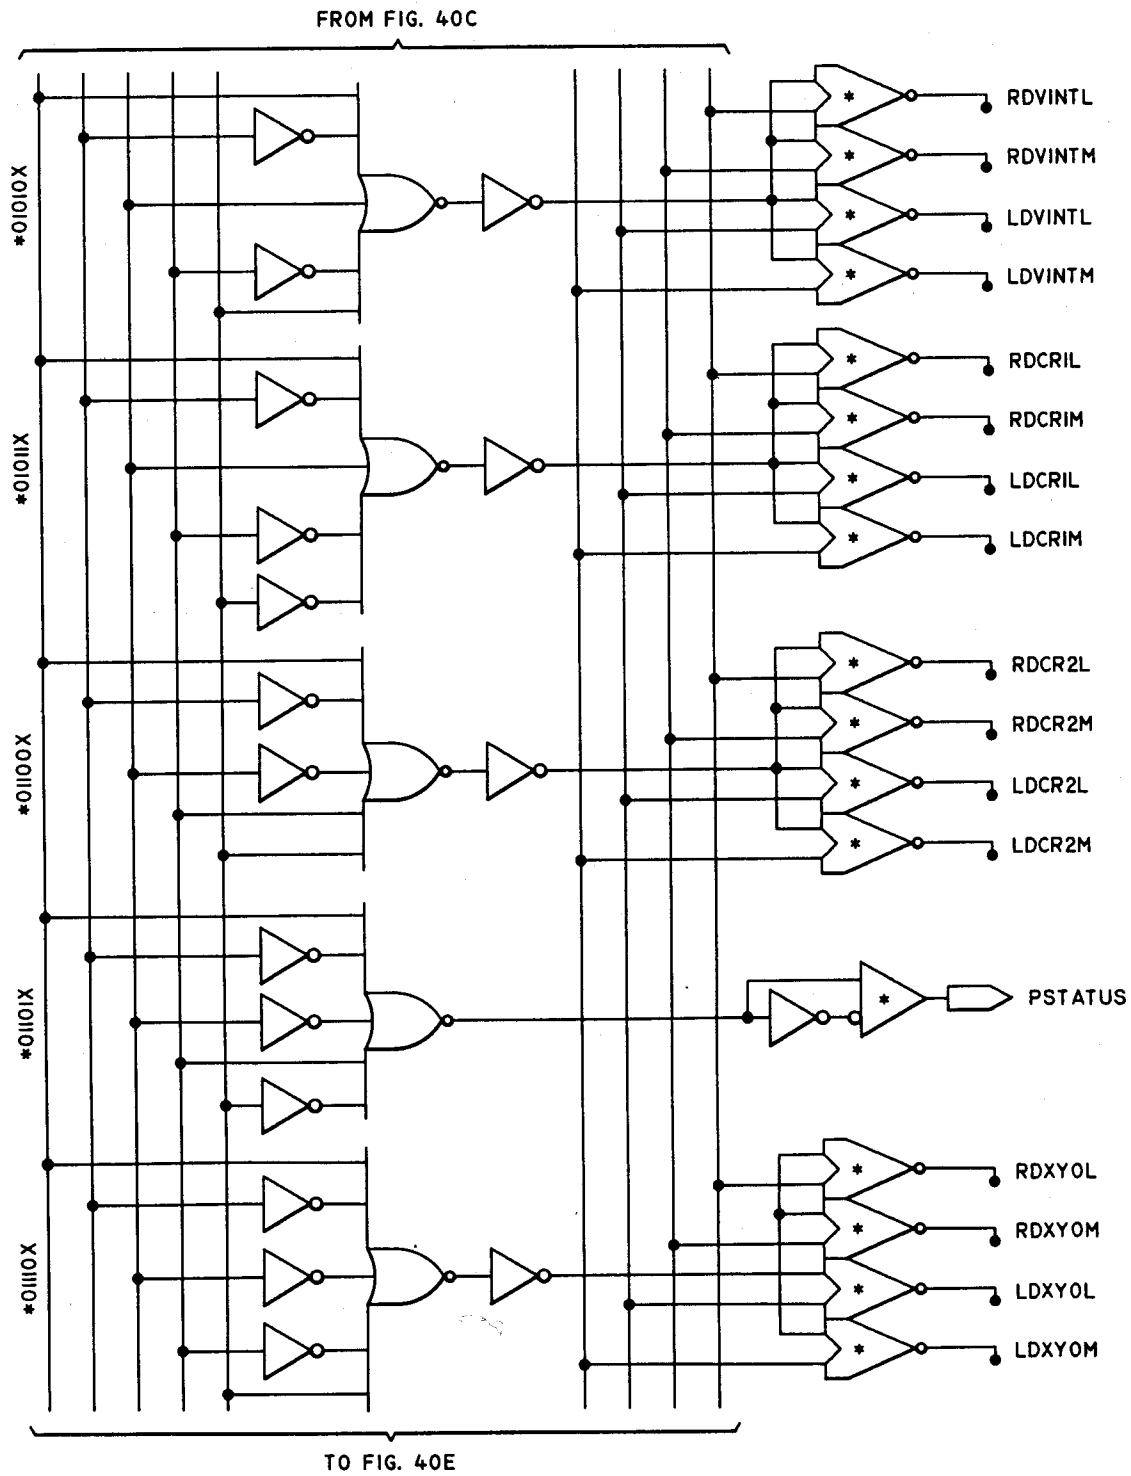 FROM FIG. 40C
*01010X
RDVINTL
RDVINTM
LDVINTL
LDVINTM
*01011X
RDCR1L
RDCR1M
LDCR1L
LDCR1M
*01100X
RDCR2L
RDCR2M
LDCR2L
LDCR2M
*01101X
PSTATUS
*01110X
RDXY0L
RDXY0M
LDXY0L
LDXY0M
TO FIG. 40E